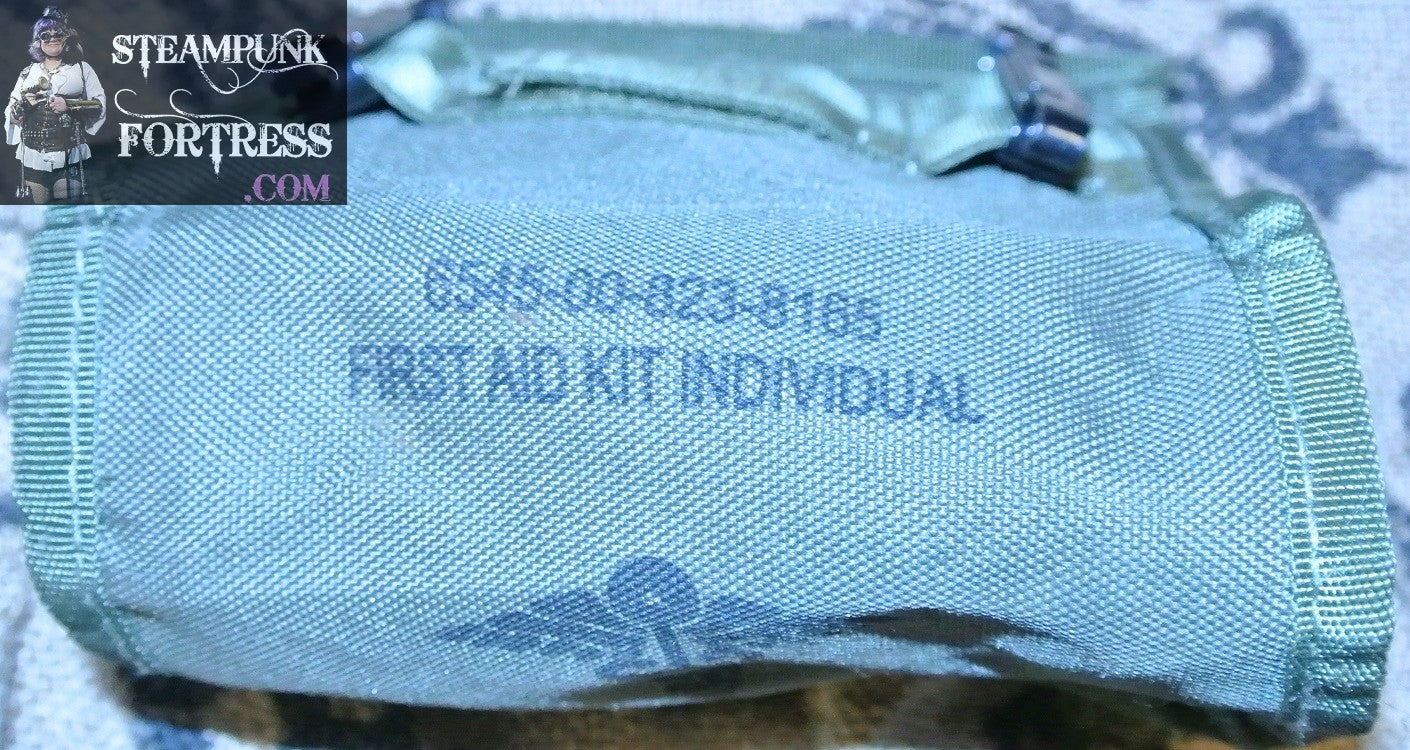 STEAMPUNK
FORTRESS
.COM
6545-00-823-8165
FIRST AID KIT INDIVIDUAL